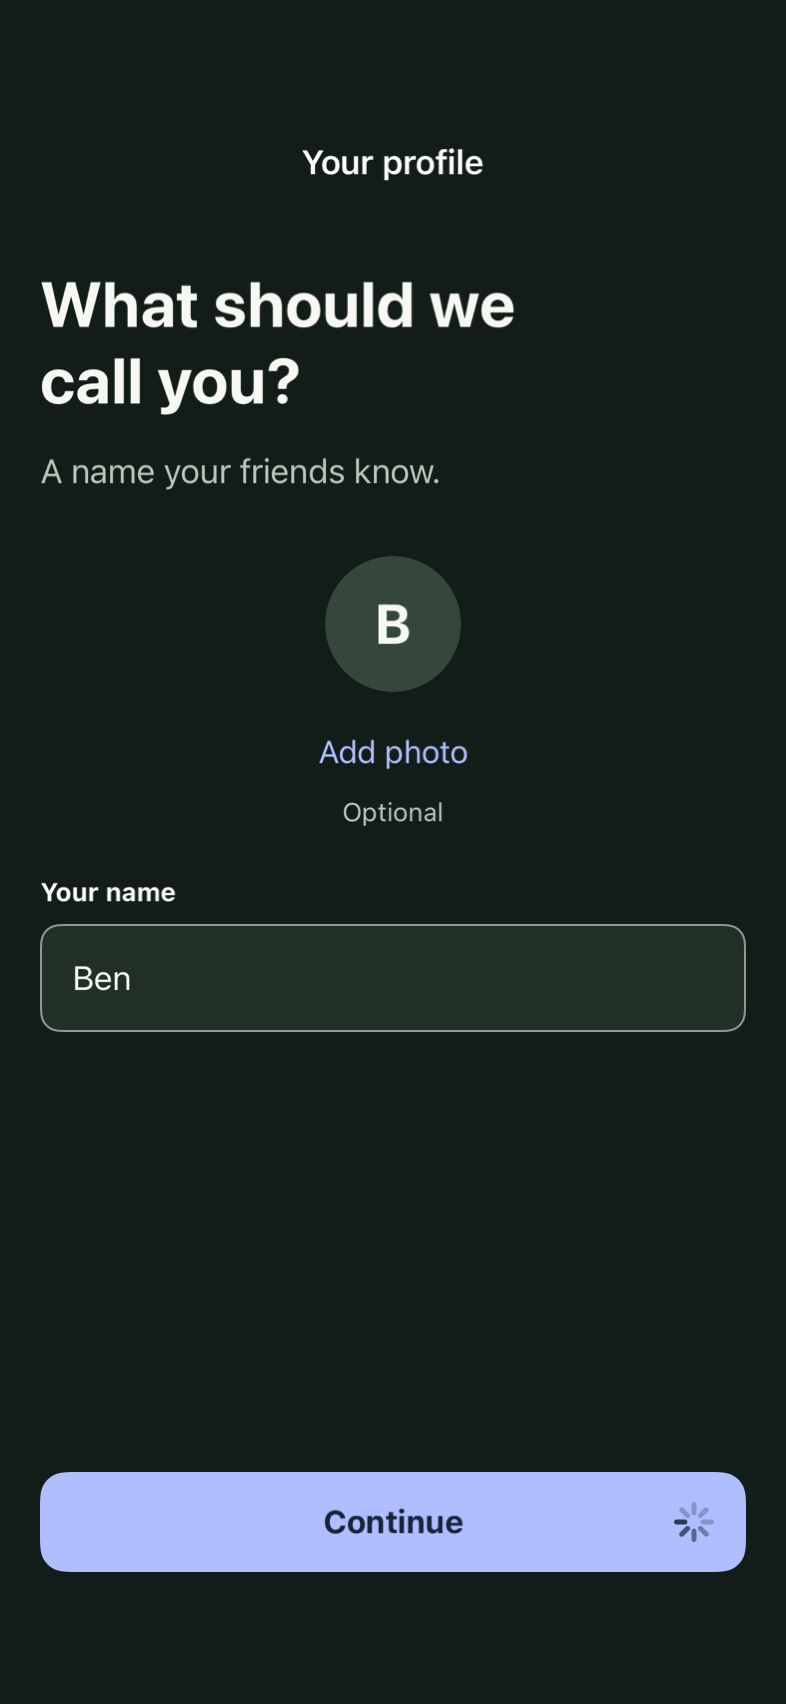 Your profile
What should we
call you?
A name your friends know.
B
Add photo
Optional
Your name
Ben
Continue